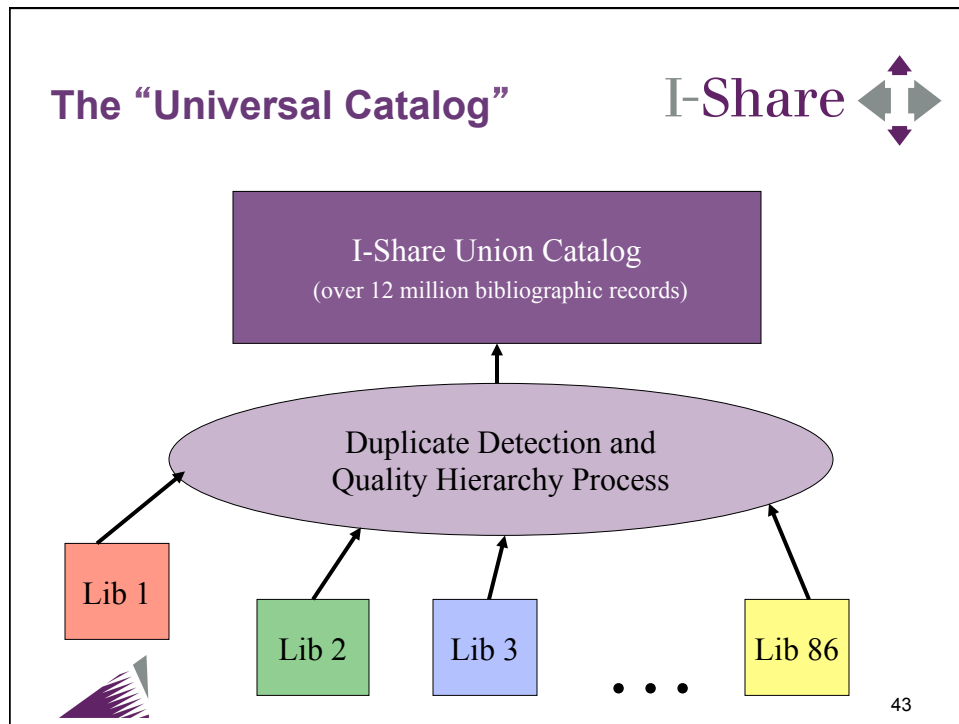 The “Universal Catalog”
I-Share
I-Share Union Catalog
(over 12 million bibliographic records)
Duplicate Detection and
Quality Hierarchy Process
Lib 1
Lib 2
Lib 3
. . .
Lib 86
43